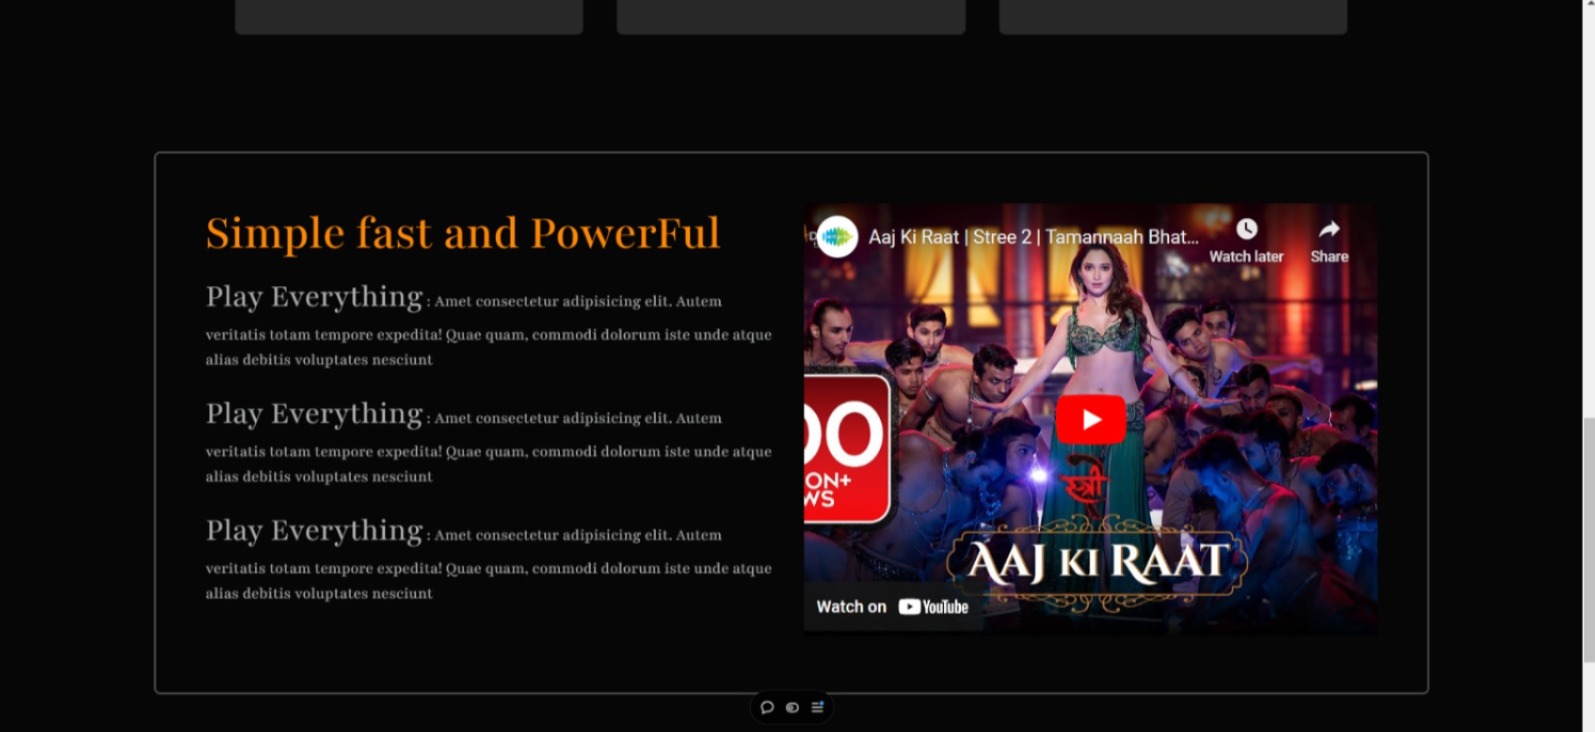 Simple fast and PowerFul
Play Everything : Amet consectetur adipisicing elit. Autem
veritatis totam tempore expedita! Quae quam, commodi dolorum iste unde atque
alias debitis voluptates nesciunt
Play Everything : Amet consectetur adipisicing elit. Autem
veritatis totam tempore expedita! Quae quam, commodi dolorum iste unde atque
alias debitis voluptates nesciunt
Play Everything : Amet consectetur adipisicing elit. Autem
veritatis totam tempore expedita! Quae quam, commodi dolorum iste unde atque
alias debitis voluptates nesciunt
Aaj Ki Raat | Stree 2 | Tamannaah Bhat...
Watch later
Share
00
ON+
WS
स्त्री
AAJ KI RAAT
Watch on YouTube